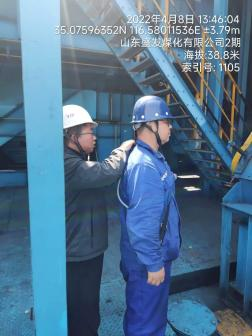 2022年4月8日 13:46:04
35.07596352N 116.58011536E ±3.79m
山东盛发煤化有限公司2期
海拔:38.8米
索引号: 1105